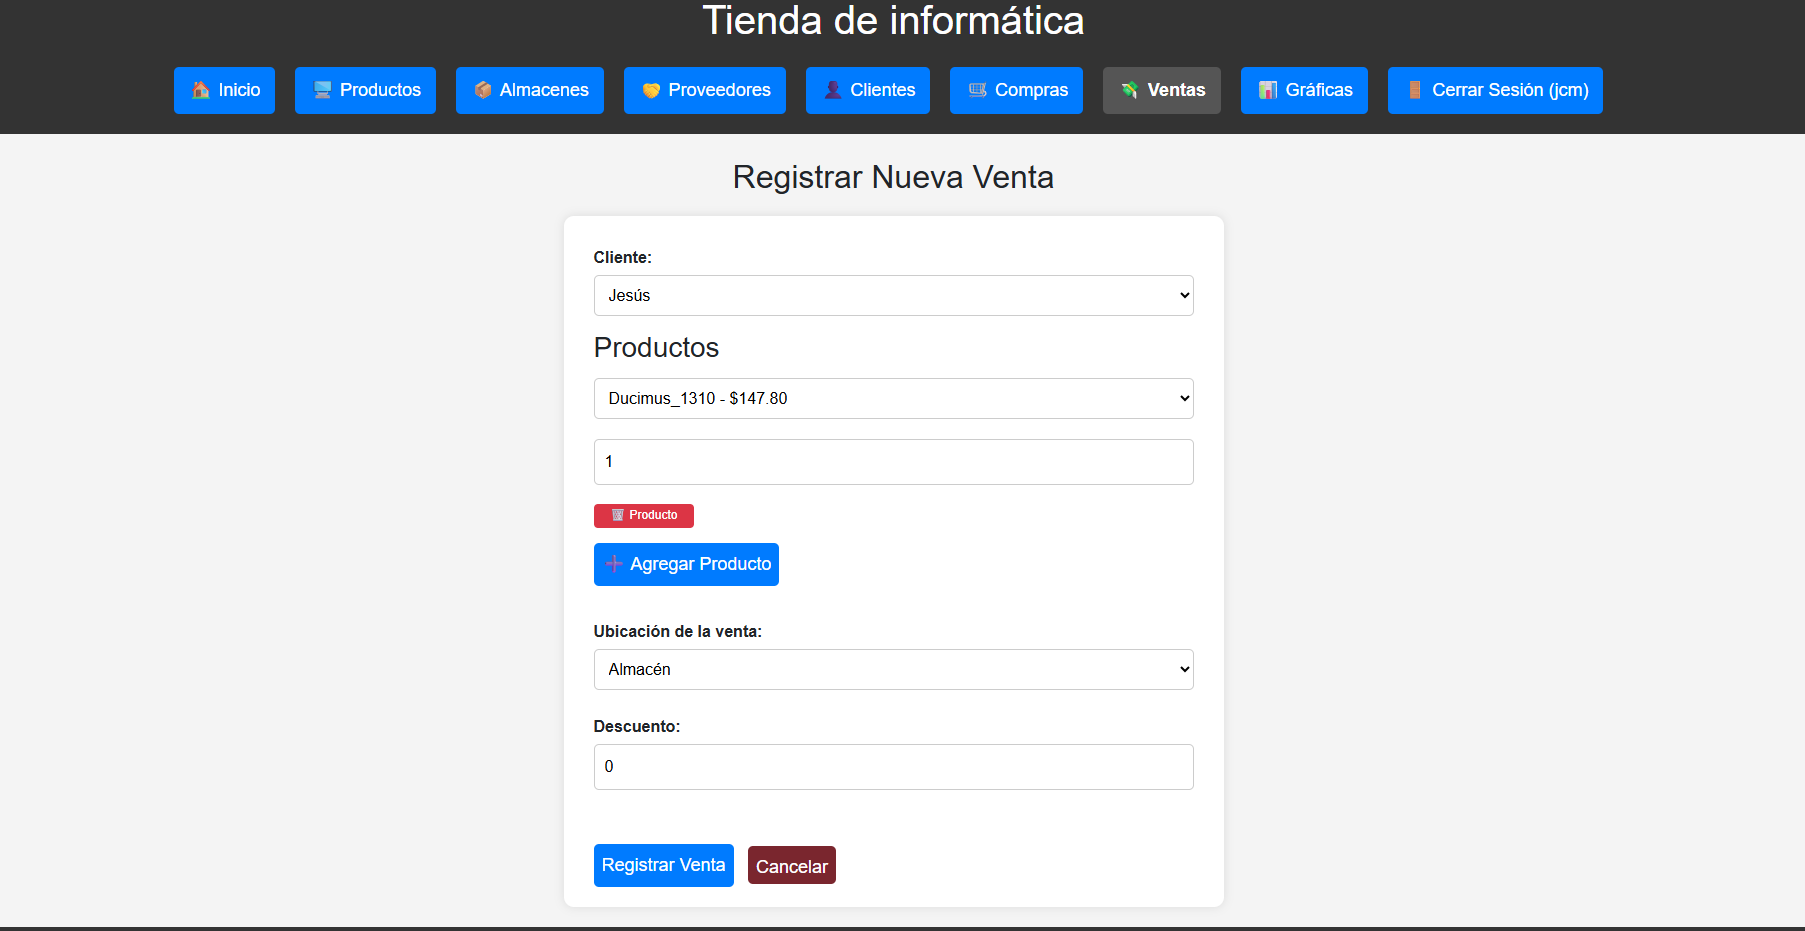 Tienda de informática
Inicio Productos Almacenes Proveedores Clientes Compras Ventas Gráficas Cerrar Sesión (jcm)
Registrar Nueva Venta
Cliente:
Jesús
Productos
Ducimus_1310 - $147.80
1
Producto
Agregar Producto
Ubicación de la venta:
Almacén
Descuento:
0
Registrar Venta Cancelar